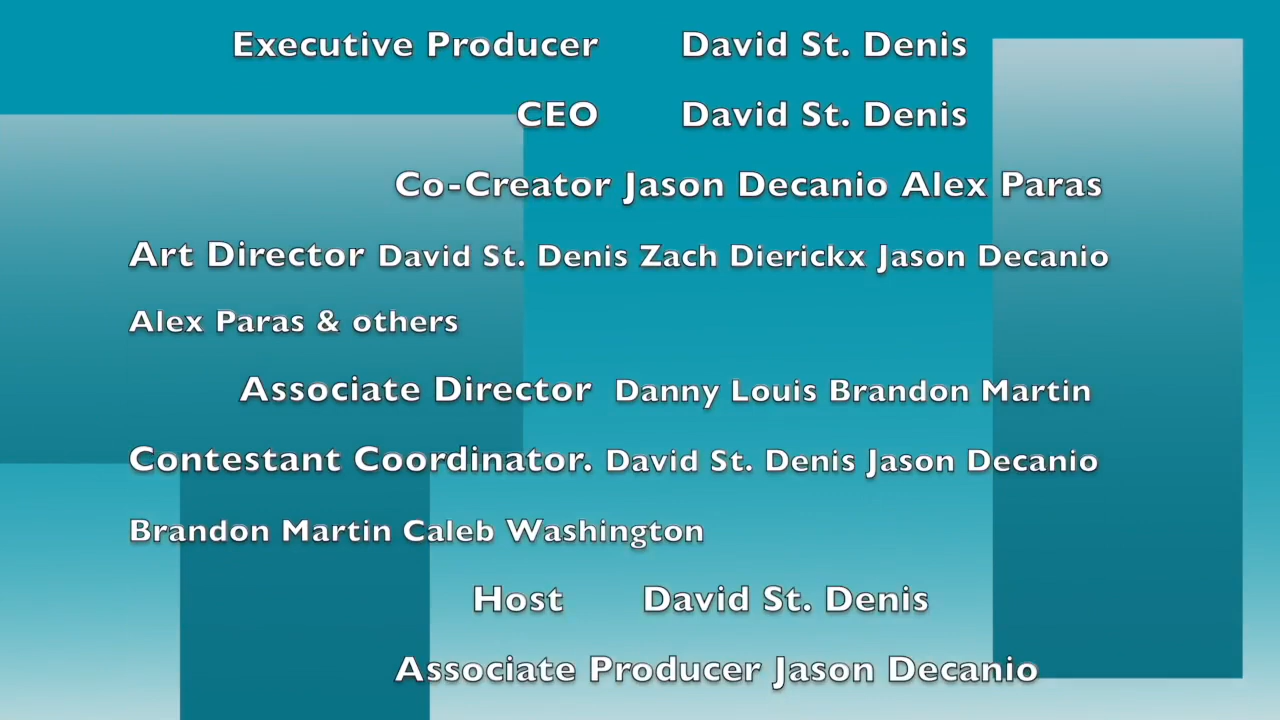 Executive Producer David St. Denis
CEO David St. Denis
Co-Creator Jason Decanio Alex Paras
Art Director David St. Denis Zach Dierickx Jason Decanio
Alex Paras & others
Associate Director Danny Louis Brandon Martin
Contestant Coordinator. David St. Denis Jason Decanio
Brandon Martin Caleb Washington
Host David St. Denis
Associate Producer Jason Decanio